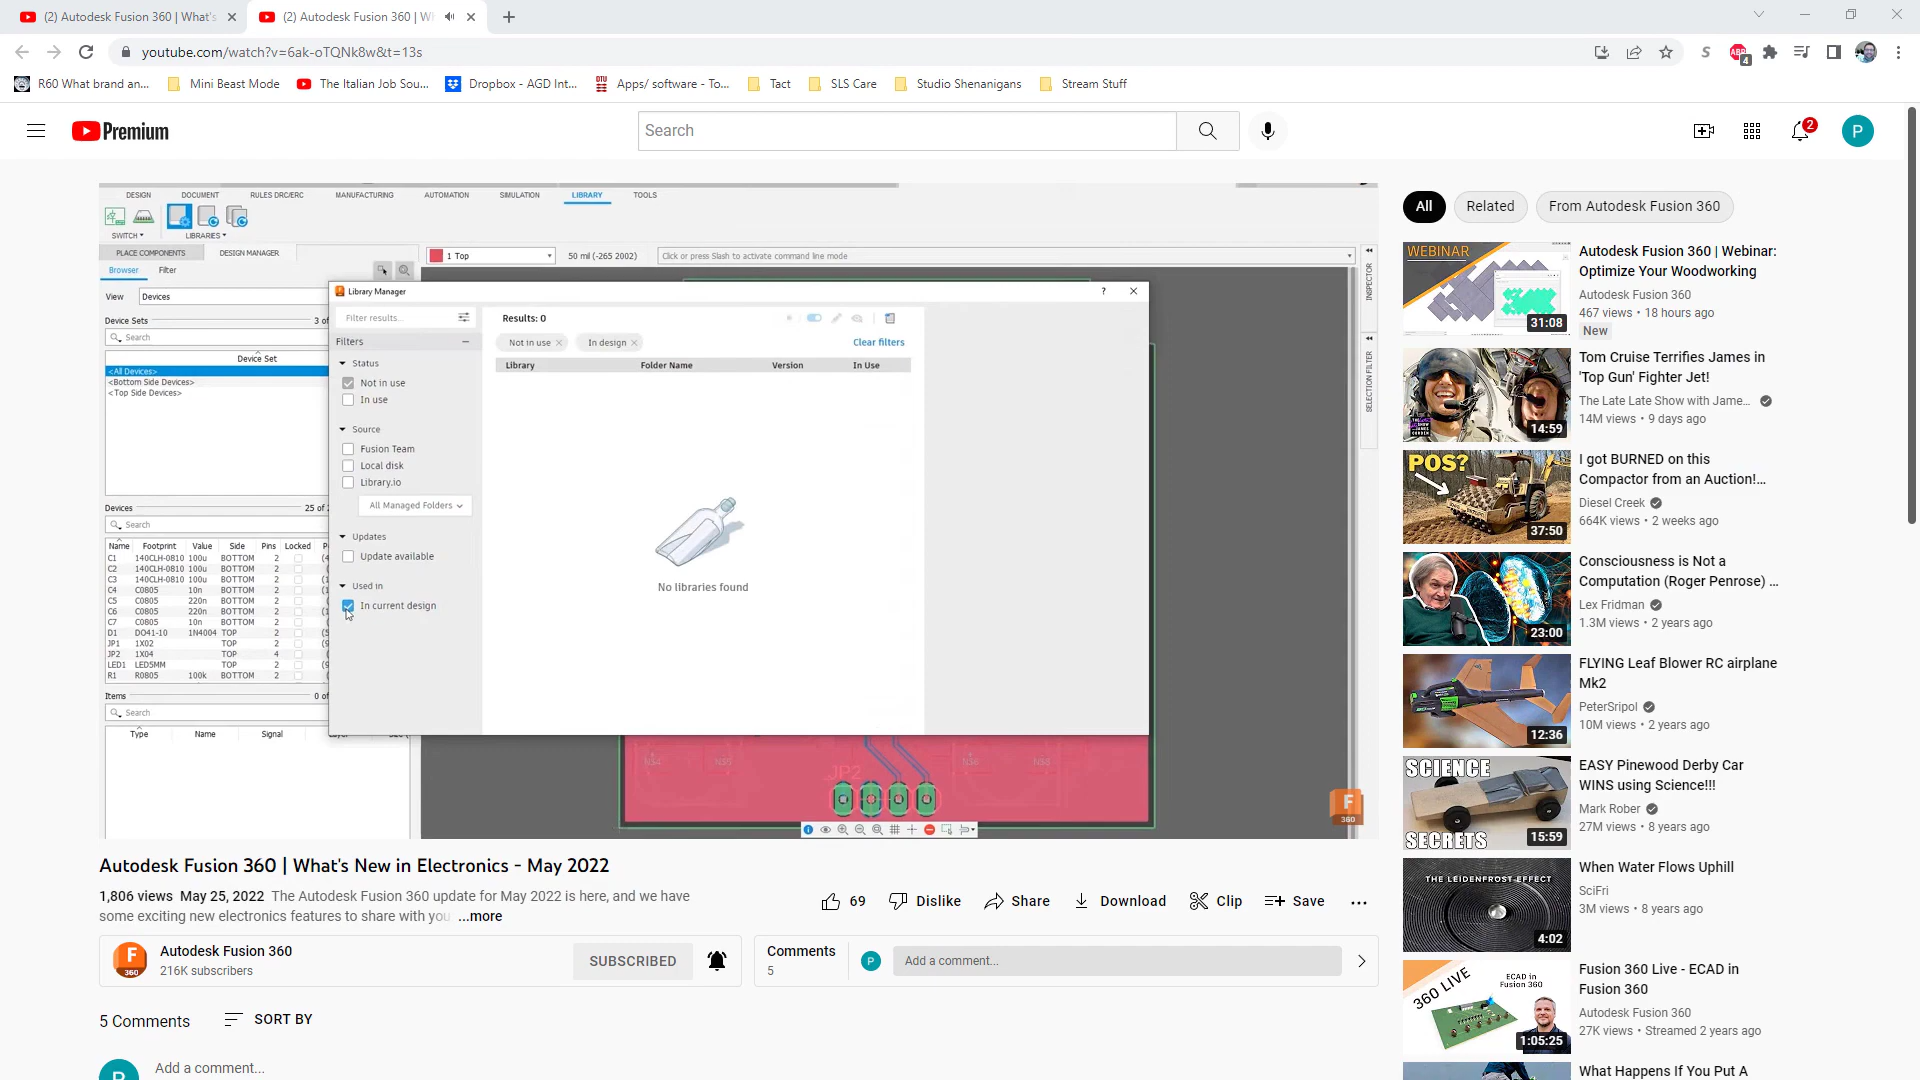 (2) Autodesk Fusion 360 | What's
(2) Autodesk Fusion 360 | Wh
youtube.com/watch?v=6ak-oTQNk8w&t=13s
4
R60 What brand an...
Mini Beast Mode
The Italian Job Sou...
Dropbox - AGD Int...
Apps/ software - To...
Tact
SLS Care
Studio Shenanigans
Stream Stuff
Premium
Search
2
P
DESIGN DOCUMENT RULES DRC/ERC MANUFACTURING AUTOMATION SIMULATION LIBRARY TOOLS
SWITCH LIBRARIES
PLACE COMPONENTS DESIGN MANAGER
1 Top
50 mil (-265 2002)
Click or press Slash to activate command line mode
Browser Filter
View Devices
INSPECTOR
SELECTION FILTER
Device Sets 3 of
Search
Device Set
<All Devices>
<Bottom Side Devices>
<Top Side Devices>
Devices 25 of
Search
Name Footprint Value Side Pins Locked
C1 140CLH-0810 100u BOTTOM 2
C2 140CLH-0810 100u BOTTOM 2
C3 140CLH-0810 100u BOTTOM 2
C4 C0805 10n BOTTOM 2
C5 C0805 220n BOTTOM 2
C6 C0805 220n BOTTOM 2
C7 C0805 10n BOTTOM 2
D1 DO41-10 1N4004 TOP 2
JP1 1X02 TOP 2
JP2 1X04 TOP 4
LED1 LED5MM TOP 2
R1 R0805 100k BOTTOM 2
Items 0 of
Search
Type Name Signal
Library Manager
?
Filter results...
Filters
Status
Not in use
In use
Source
Fusion Team
Local disk
Library.io
All Managed Folders
Updates
Update available
Used in
In current design
Results: 0
Not in use
In design
Clear filters
Library Folder Name Version In Use
No libraries found
JP2
F
360
Autodesk Fusion 360 | What's New in Electronics - May 2022
1,806 views May 25, 2022 The Autodesk Fusion 360 update for May 2022 is here, and we have
some exciting new electronics features to share with you ...more
69
Dislike
Share
Download
Clip
Save
F
360
Autodesk Fusion 360
216K subscribers
SUBSCRIBED
Comments
5
P
Add a comment...
5 Comments
SORT BY
P
Add a comment...
All
Related
From Autodesk Fusion 360
WEBINAR
31:08
Autodesk Fusion 360 | Webinar:
Optimize Your Woodworking
Autodesk Fusion 360
467 views • 18 hours ago
New
14:59
Tom Cruise Terrifies James in
'Top Gun' Fighter Jet!
The Late Late Show with Jame...
14M views • 9 days ago
POS?
37:50
I got BURNED on this
Compactor from an Auction!...
Diesel Creek
664K views • 2 weeks ago
23:00
Consciousness is Not a
Computation (Roger Penrose) ...
Lex Fridman
1.3M views • 2 years ago
12:36
FLYING Leaf Blower RC airplane
Mk2
PeterSripol
10M views • 2 years ago
SCIENCE
SECRETS
15:59
EASY Pinewood Derby Car
WINS using Science!!!
Mark Rober
27M views • 8 years ago
THE LEIDENFROST EFFECT
4:02
When Water Flows Uphill
SciFri
3M views • 8 years ago
360 LIVE
ECAD in
Fusion 360
1:05:25
Fusion 360 Live - ECAD in
Fusion 360
Autodesk Fusion 360
27K views • Streamed 2 years ago
What Happens If You Put A